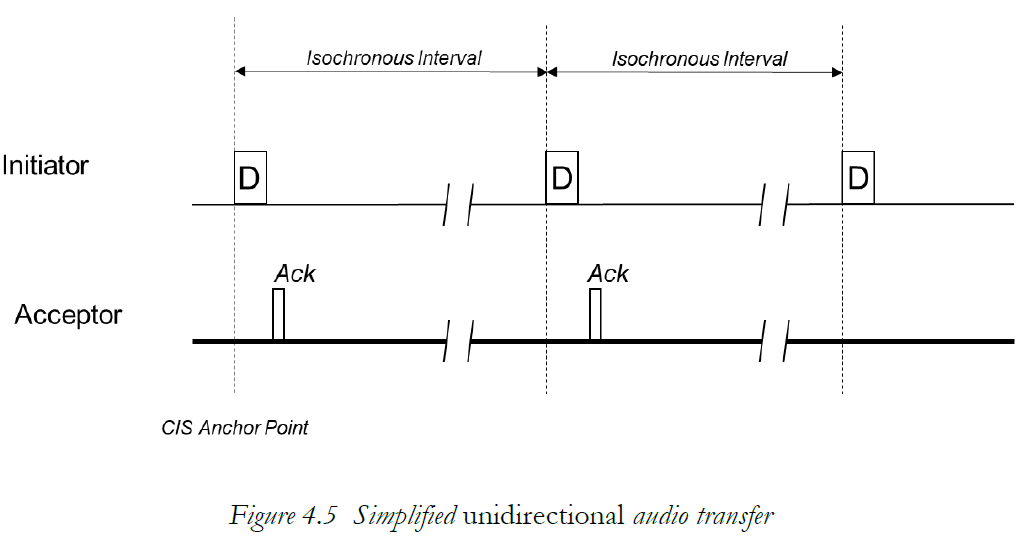 Isochronous Interval Isochronous Interval
Initiator D D D
Ack Ack
Acceptor
CIS Anchor Point
Figure 4.5 Simplified unidirectional audio transfer